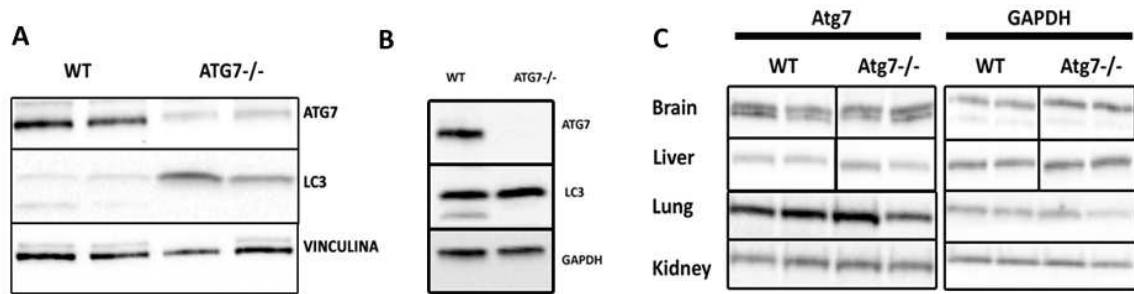 A
WT ATG7-/-
ATG7
LC3
VINCULINA
B
WT ATG7-/-
ATG7
LC3
GAPDH
C
Atg7 GAPDH
WT Atg7-/- WT Atg7-/-
Brain
Liver
Lung
Kidney